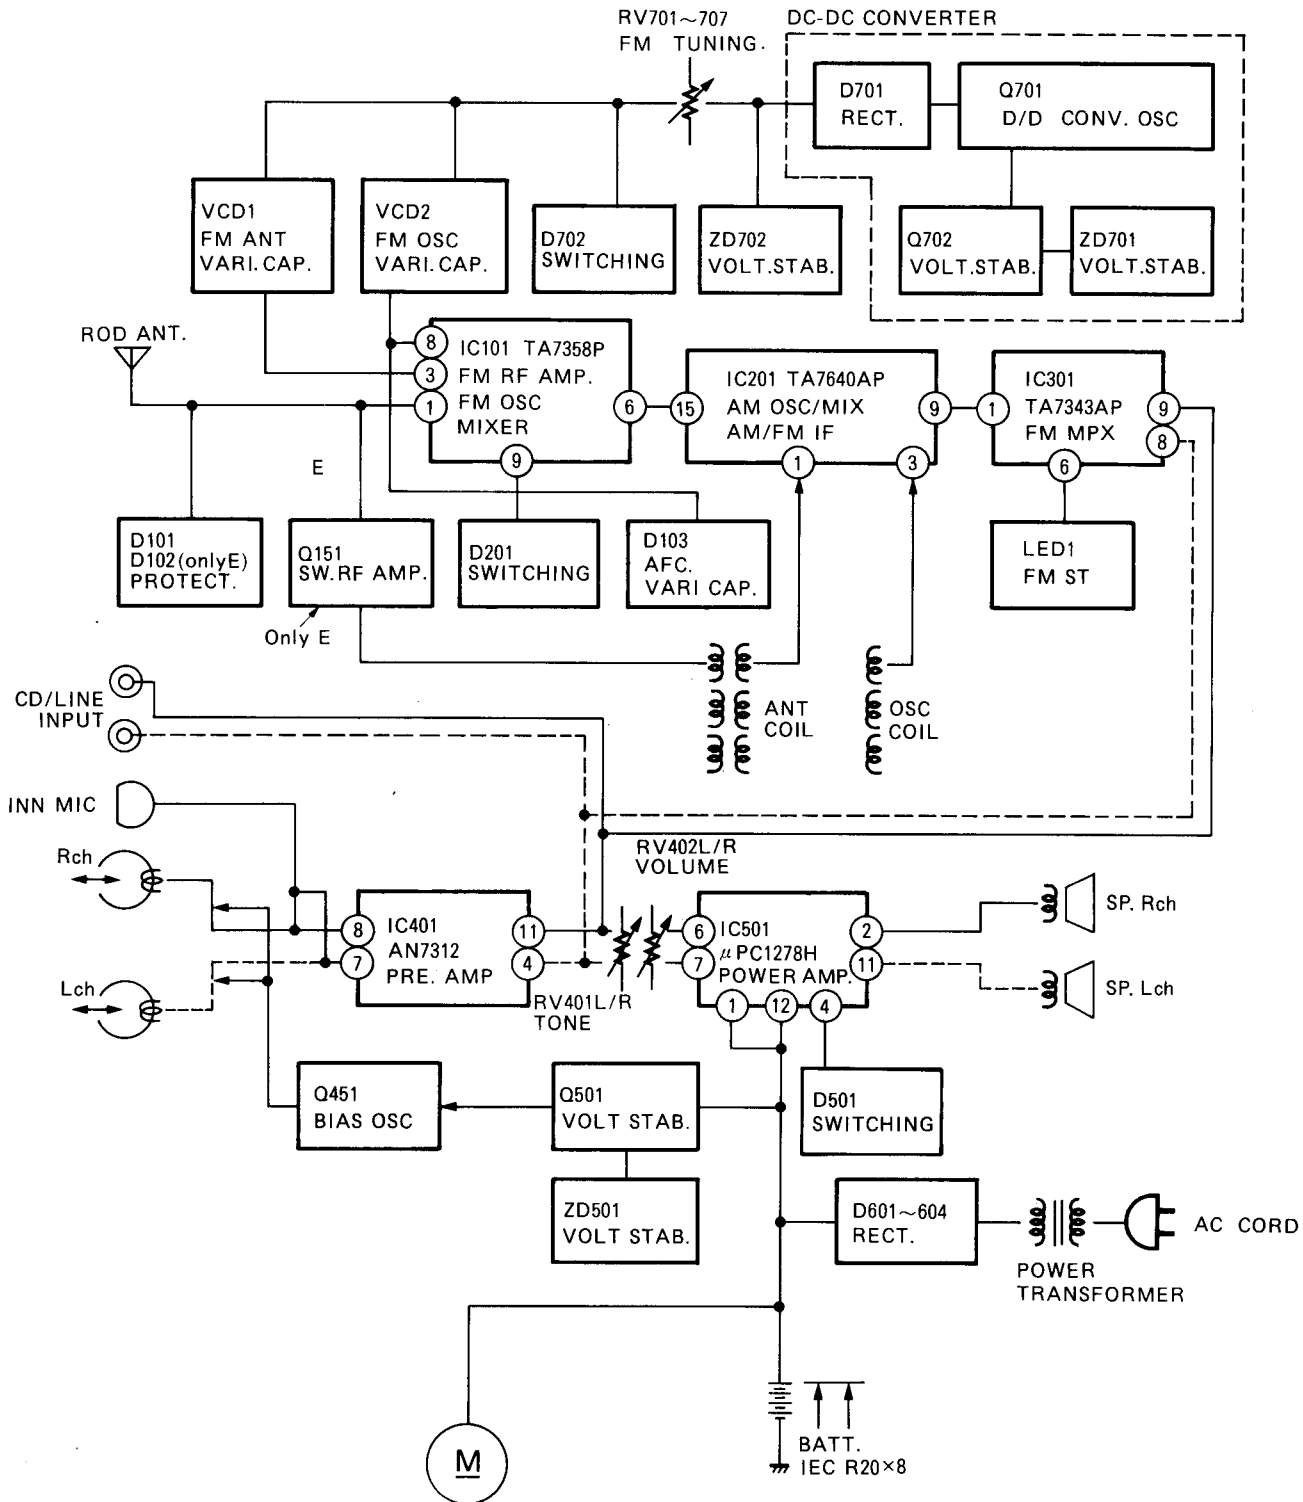 RV701~707
FM TUNING.
DC-DC CONVERTER
D701
RECT.
Q701
D/D CONV. OSC
VCD1
FM ANT
VARI. CAP.
VCD2
FM OSC
VARI. CAP.
D702
SWITCHING
ZD702
VOLT.STAB.
Q702
VOLT.STAB.
ZD701
VOLT.STAB.
ROD ANT.
8
3
1
IC101 TA7358P
FM RF AMP.
FM OSC
MIXER
6
9
15
IC201 TA7640AP
AM OSC/MIX
AM/FM IF
9
1
3
1
IC301
TA7343AP
FM MPX
9
8
6
E
D101
D102(onlyE)
PROTECT.
Q151
SW.RF AMP.
Only E
D201
SWITCHING
D103
AFC.
VARI CAP.
LED1
FM ST
CD/LINE
INPUT
ANT
COIL
OSC
COIL
INN MIC
Rch
Lch
RV402L/R
VOLUME
8
7
IC401
AN7312
PRE. AMP
11
4
RV401L/R
TONE
6
7
IC501
μPC1278H
POWER AMP.
2
11
1
12
4
SP. Rch
SP. Lch
Q451
BIAS OSC
Q501
VOLT STAB.
D501
SWITCHING
ZD501
VOLT STAB.
D601~604
RECT.
POWER
TRANSFORMER
AC CORD
M
BATT.
IEC R20×8